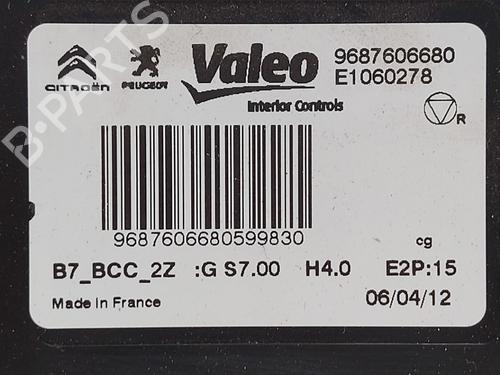 CITROËN PEUGEOT Valeo 9687606680
E1060278
Interior Controls
R
9687606680599830
cg
B7_BCC_2Z :G S7.00 H4.0 E2P:15
Made in France 06/04/12
B-PARTS